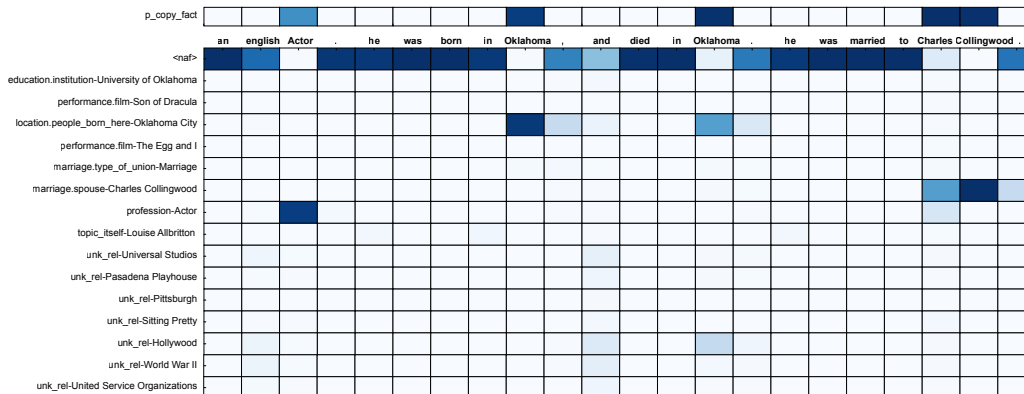 p_copy_fact
an english Actor . he was born in Oklahoma , and died in Oklahoma . he was married to Charles Collingwood .
<naf>
education.institution-University of Oklahoma
performance.film-Son of Dracula
location.people_born_here-Oklahoma City
performance.film-The Egg and I
marriage.type_of_union-Marriage
marriage.spouse-Charles Collingwood
profession-Actor
topic_itself-Louise Allbritton
unk_rel-Universal Studios
unk_rel-Pasadena Playhouse
unk_rel-Pittsburgh
unk_rel-Sitting Pretty
unk_rel-Hollywood
unk_rel-World War II
unk_rel-United Service Organizations